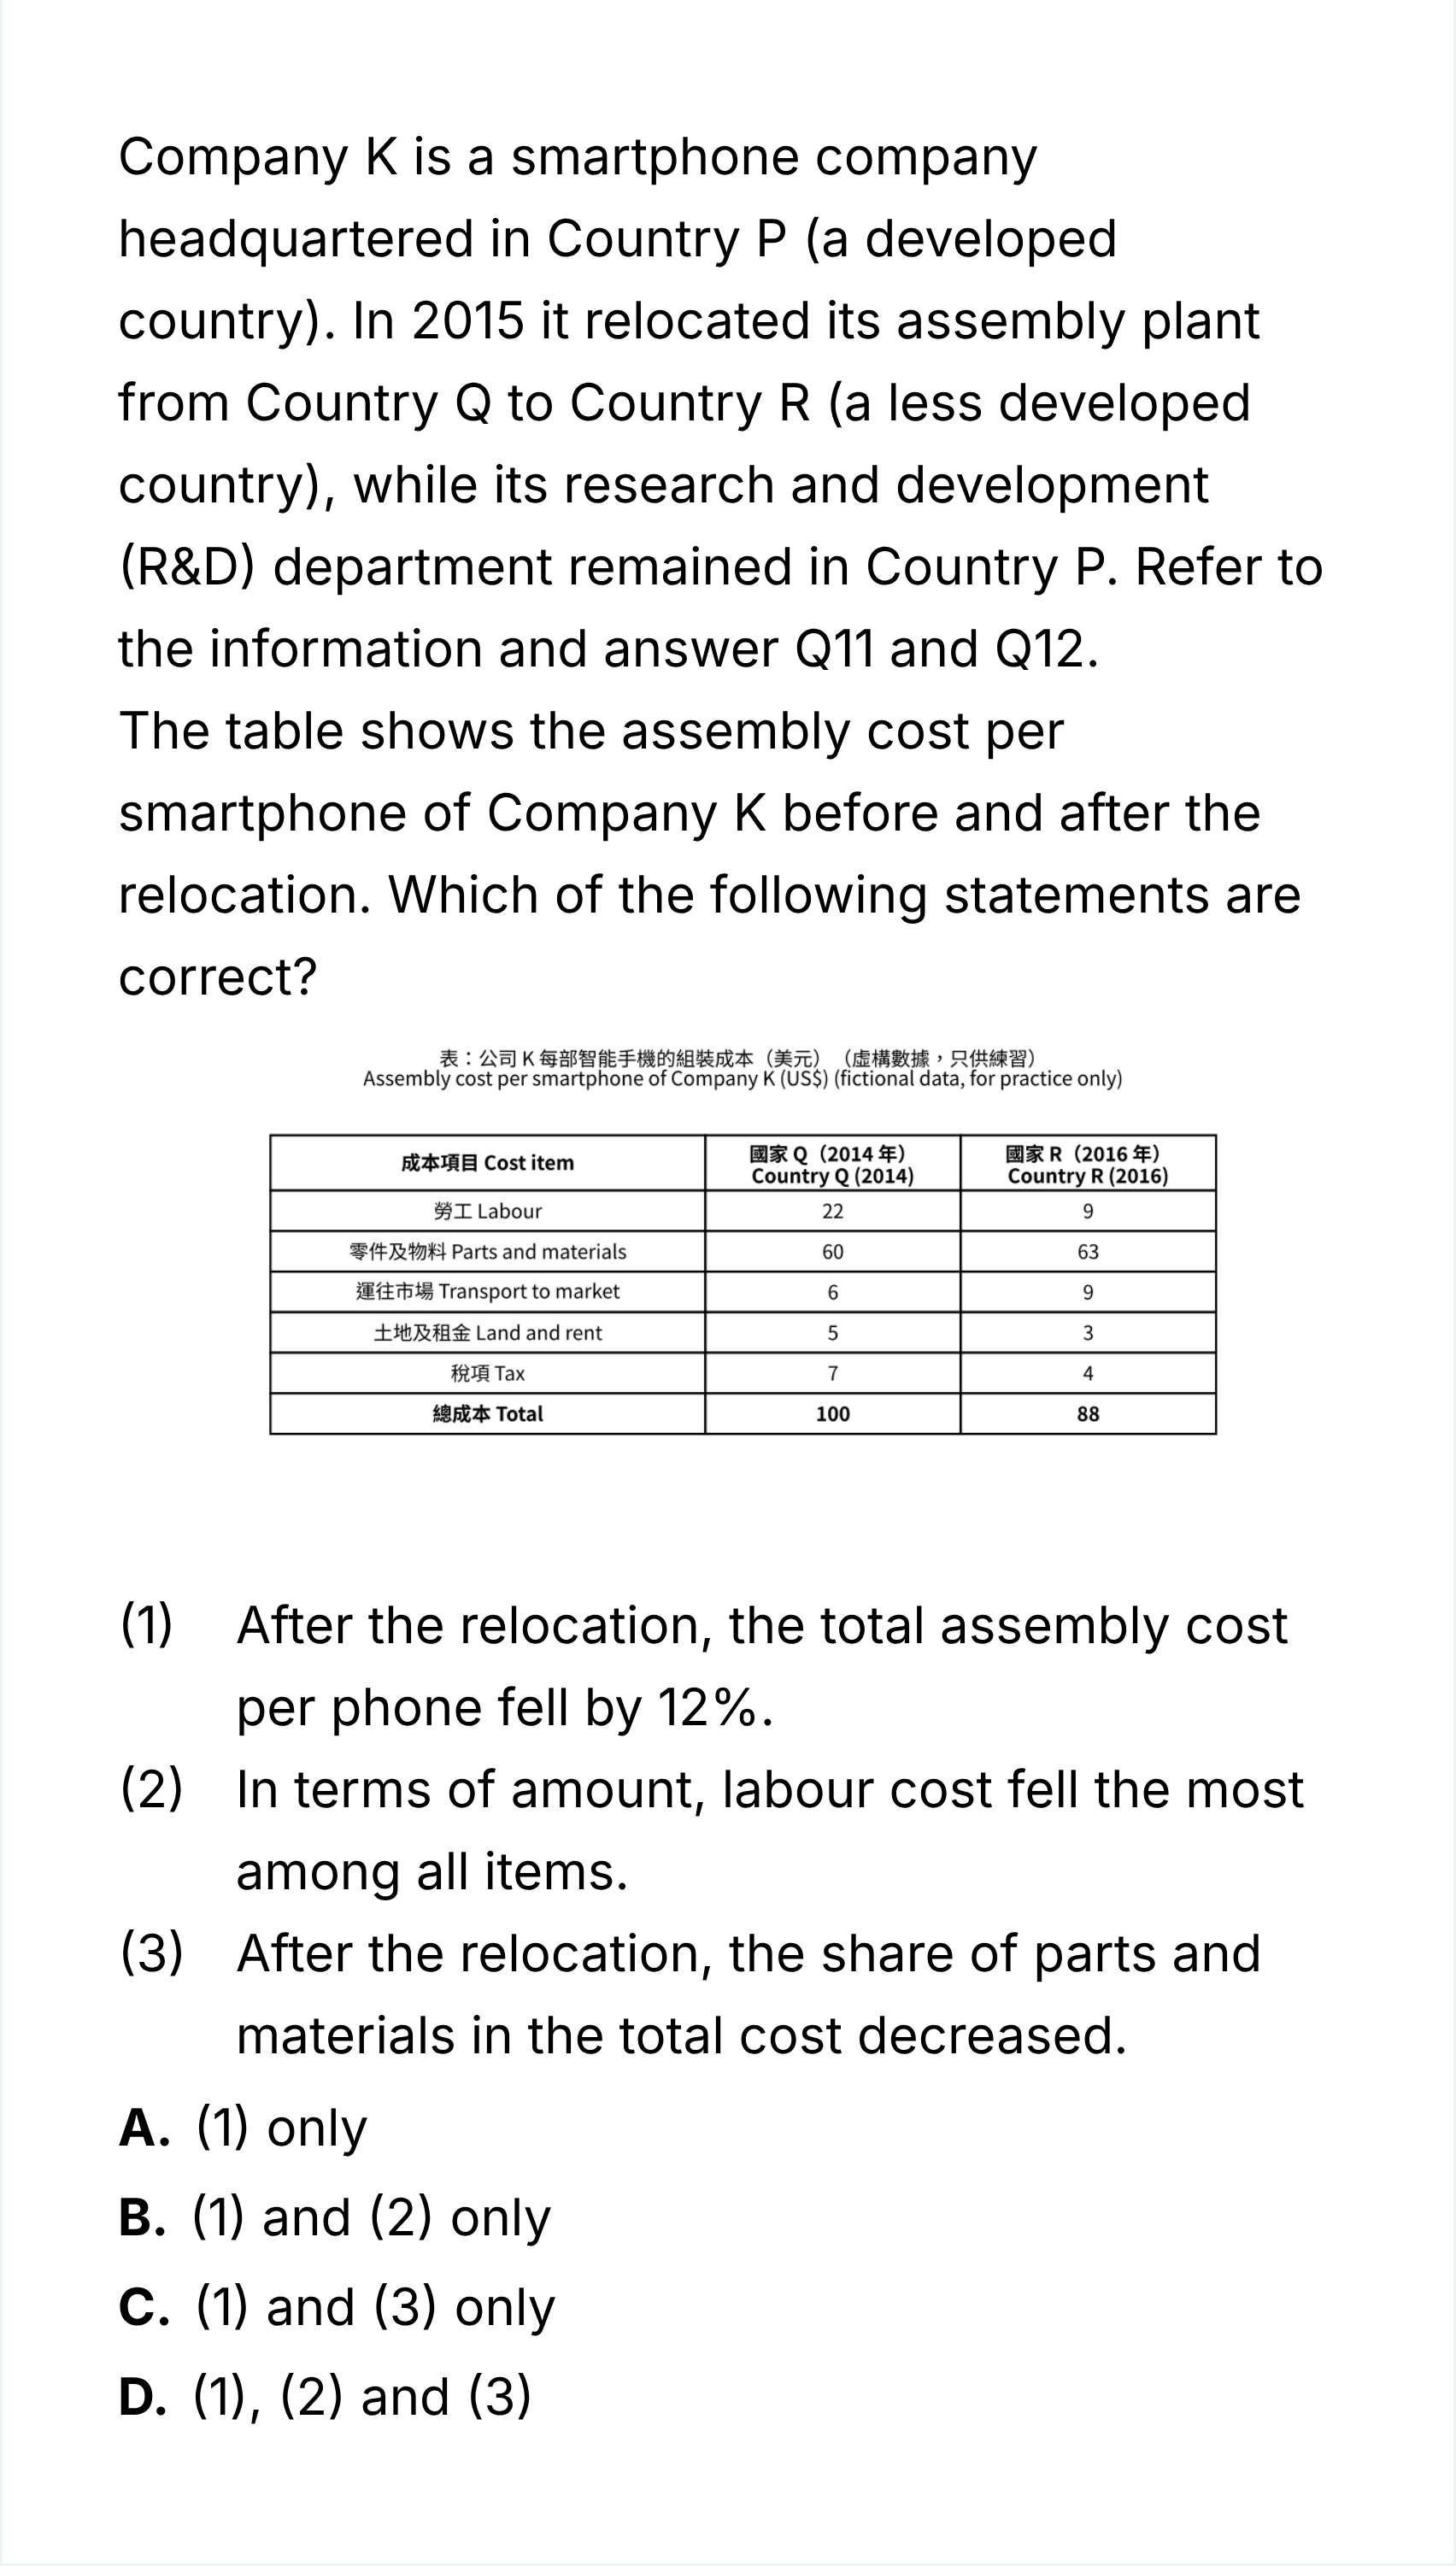 Company K is a smartphone company
headquartered in Country P (a developed
country). In 2015 it relocated its assembly plant
from Country Q to Country R (a less developed
country), while its research and development
(R&D) department remained in Country P. Refer to
the information and answer Q11 and Q12.
The table shows the assembly cost per
smartphone of Company K before and after the
relocation. Which of the following statements are
correct?
表：公司 K 每部智能手機的組裝成本（美元）（虛構數據，只供練習）
Assembly cost per smartphone of Company K (US$) (fictional data, for practice only)
成本項目 Cost item 國家 Q（2014 年） 國家 R（2016 年）
Country Q (2014) Country R (2016)
勞工 Labour 22 9
零件及物料 Parts and materials 60 63
運往市場 Transport to market 6 9
土地及租金 Land and rent 5 3
稅項 Tax 7 4
總成本 Total 100 88
(1) After the relocation, the total assembly cost
per phone fell by 12%.
(2) In terms of amount, labour cost fell the most
among all items.
(3) After the relocation, the share of parts and
materials in the total cost decreased.
A. (1) only
B. (1) and (2) only
C. (1) and (3) only
D. (1), (2) and (3)